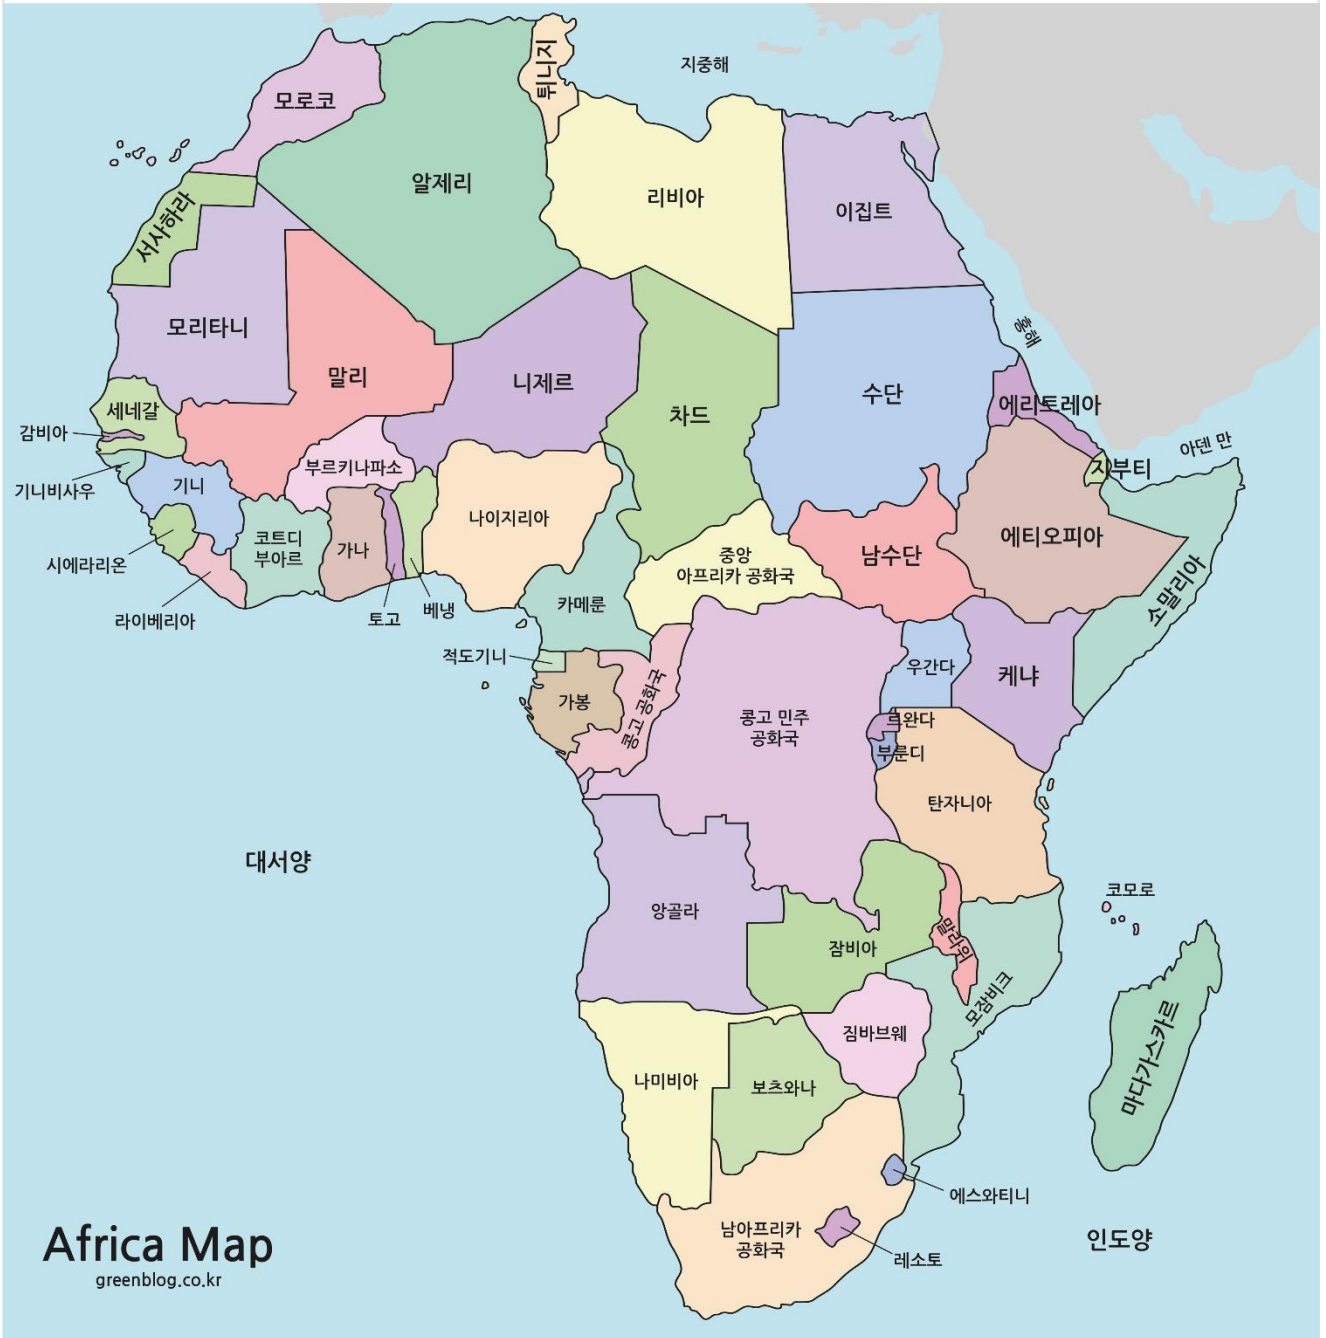 지중해
튀니지
모로코
알제리
리비아
이집트
서사하라
모리타니
홍해
말리
니제르
차드
수단
에리트레아
세네갈
감비아
아덴 만
지부티
부르키나파소
기니비사우
기니
나이지리아
코트디
부아르
가나
에티오피아
남수단
중앙
아프리카 공화국
시에라리온
소말리아
카메룬
베냉
토고
라이베리아
적도기니
우간다
케냐
가봉
콩고 공화국
콩고 민주
공화국
르완다
부룬디
탄자니아
대서양
코모로
앙골라
말라위
잠비아
모잠비크
짐바브웨
마다가스카르
나미비아
보츠와나
에스와티니
남아프리카
공화국
레소토
인도양
Africa Map
greenblog.co.kr